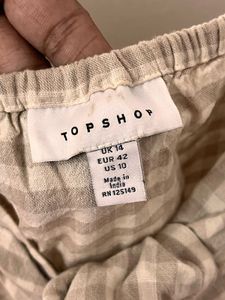 TOPSHOP
UK 14
EUR 42
US 10
Made in
India
RN 125149